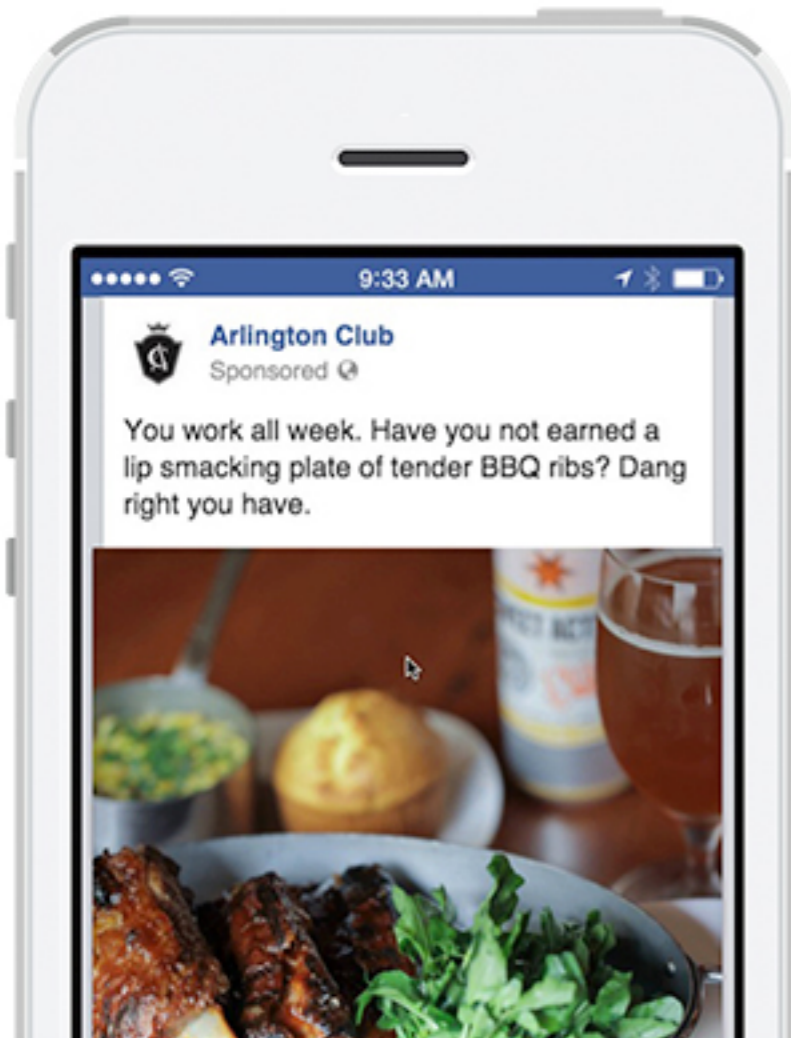 9:33 AM
Arlington Club
Sponsored
You work all week. Have you not earned a
lip smacking plate of tender BBQ ribs? Dang
right you have.